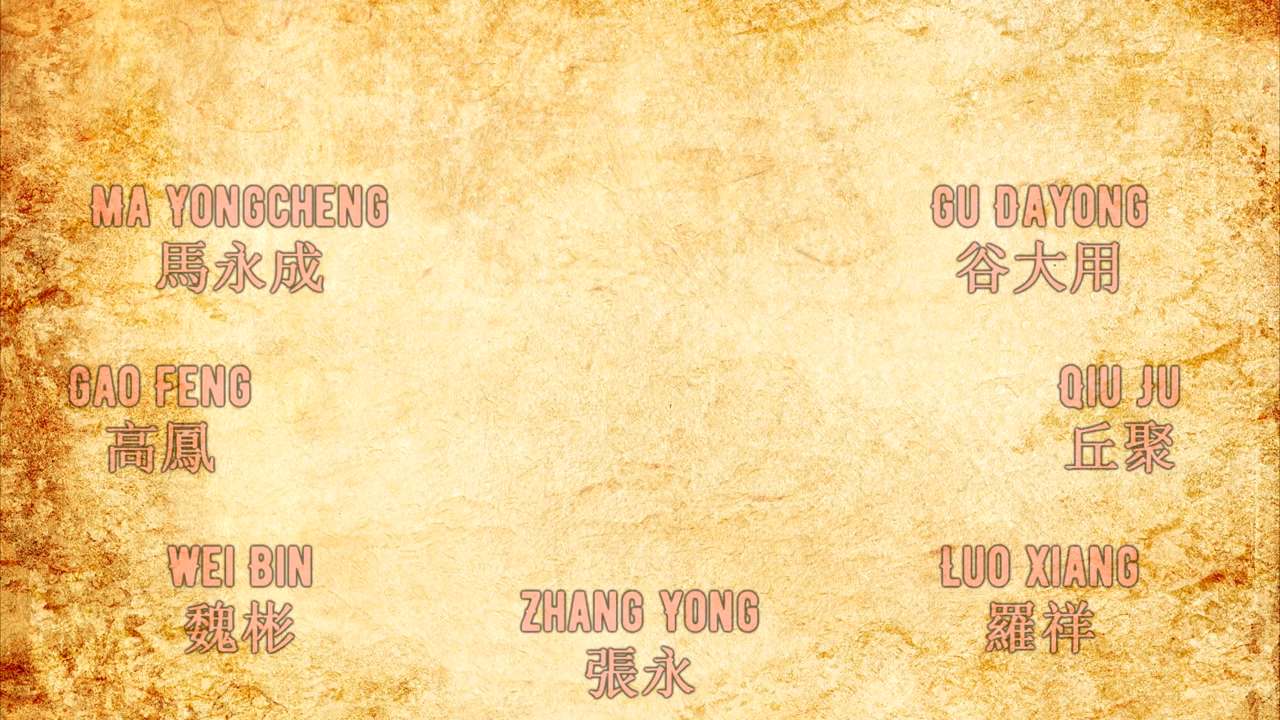 MA YONGCHENG
馬永成
GU DAYONG
谷大用
GAO FENG
高鳳
QIU JU
丘聚
WEI BIN
魏彬
LUO XIANG
羅祥
ZHANG YONG
張永